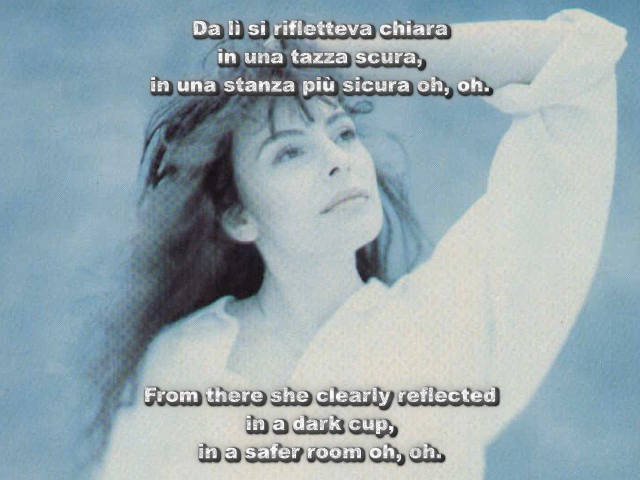 Da lì si rifletteva chiara
in una tazza scura,
in una stanza più sicura oh, oh.
From there she clearly reflected
in a dark cup,
in a safer room oh, oh.